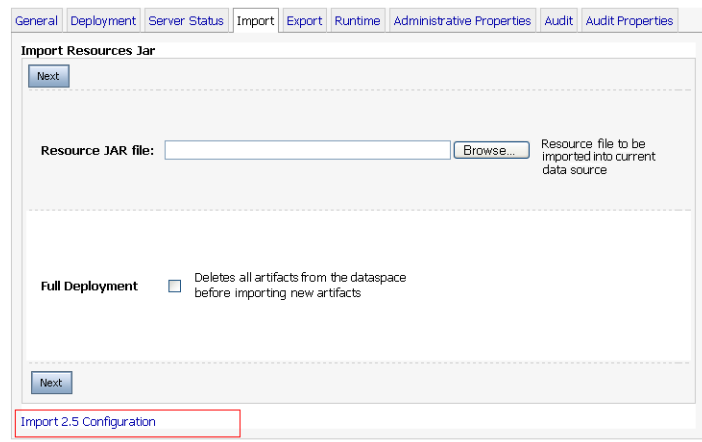 General Deployment Server Status Import Export Runtime Administrative Properties Audit Audit Properties
Import Resources Jar
Next
Resource JAR file:
Browse...
Resource file to be
imported into current
data source
Full Deployment
Deletes all artifacts from the dataspace
before importing new artifacts
Next
Import 2.5 Configuration